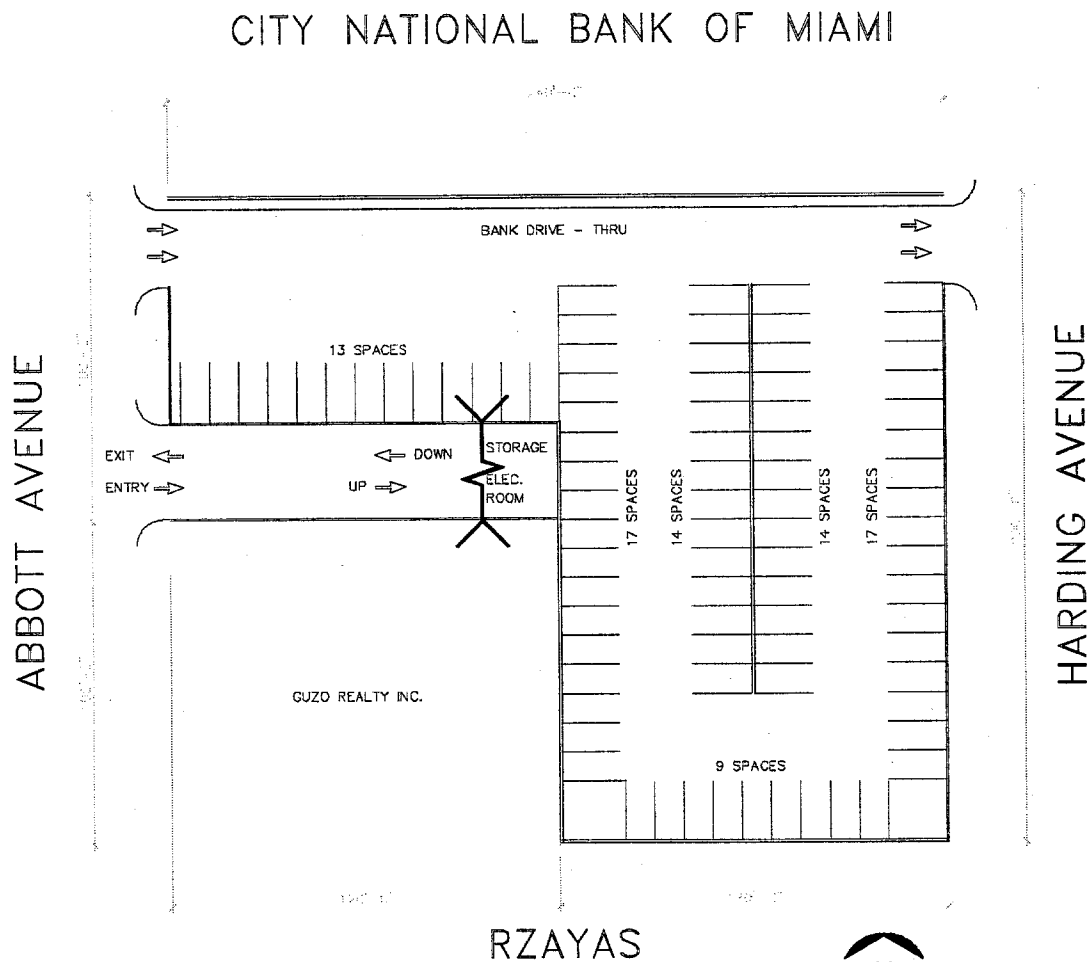 CITY NATIONAL BANK OF MIAMI
BANK DRIVE - THRU
13 SPACES
EXIT
DOWN
STORAGE
ENTRY
UP
ELEC.
ROOM
17 SPACES
14 SPACES
14 SPACES
17 SPACES
ABBOTT AVENUE
HARDING AVENUE
GUZO REALTY INC.
9 SPACES
RZAYAS